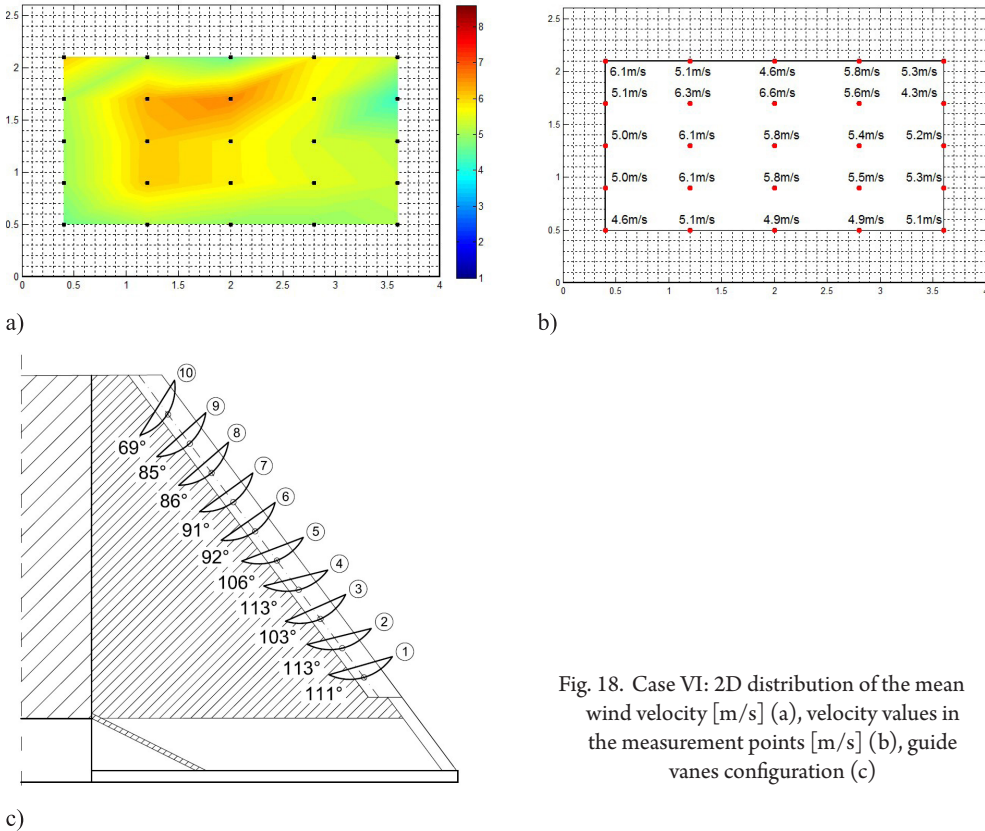 2.5
2
1.5
1
0.5
0
0 0.5 1 1.5 2 2.5 3 3.5 4
8
7
6
5
4
3
2
1
a)
2.5
2
1.5
1
0.5
0
6.1m/s 5.1m/s 4.6m/s 5.8m/s 5.3m/s
5.1m/s 6.3m/s 6.6m/s 5.6m/s 4.3m/s
5.0m/s 6.1m/s 5.8m/s 5.4m/s 5.2m/s
5.0m/s 6.1m/s 5.8m/s 5.5m/s 5.3m/s
4.6m/s 5.1m/s 4.9m/s 4.9m/s 5.1m/s
0 0.5 1 1.5 2 2.5 3 3.5 4
b)
10
9
8
7
6
5
4
3
2
1
69°
85°
86°
91°
92°
106°
113°
103°
113°
111°
c)
Fig. 18. Case VI: 2D distribution of the mean
wind velocity [m/s] (a), velocity values in
the measurement points [m/s] (b), guide
vanes configuration (c)